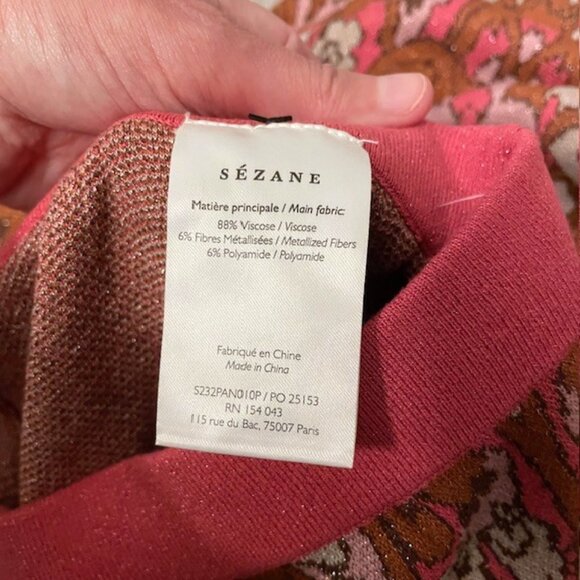 SÉZANE
Matière principale / Main fabric:
88% Viscose / Viscose
6% Fibres Métallisées / Metallized Fibers
6% Polyamide / Polyamide
Fabriqué en Chine
Made in China
S232PAN010P / PO 25153
RN 154 043
115 rue du Bac, 75007 Paris